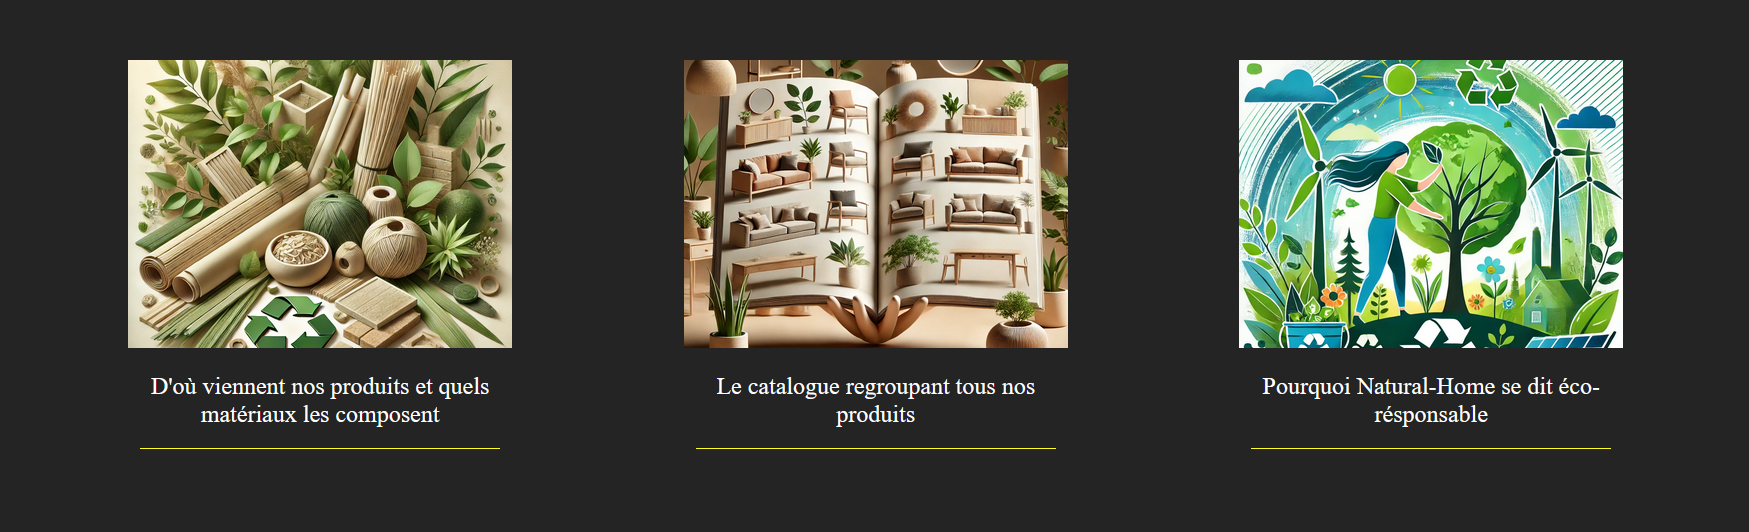 D'où viennent nos produits et quels
matériaux les composent
Le catalogue regroupant tous nos
produits
Pourquoi Natural-Home se dit éco-
résponsable